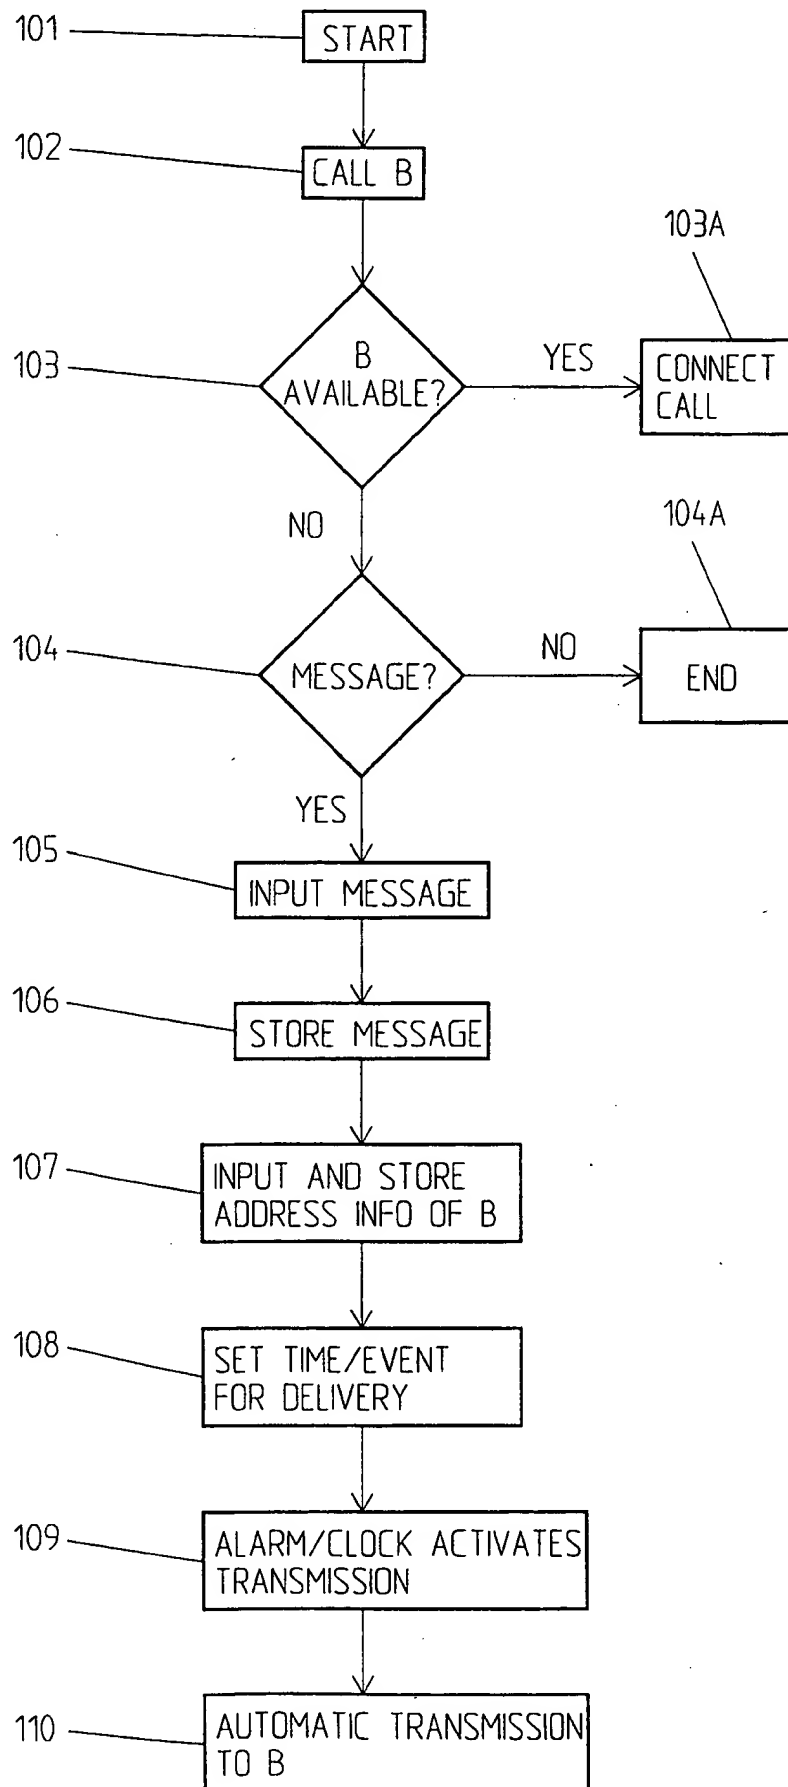 101
START
102
CALL B
103A
103
B
AVAILABLE?
YES
CONNECT
CALL
NO
104A
104
MESSAGE?
NO
END
YES
105
INPUT MESSAGE
106
STORE MESSAGE
107
INPUT AND STORE
ADDRESS INFO OF B
108
SET TIME/EVENT
FOR DELIVERY
109
ALARM/CLOCK ACTIVATES
TRANSMISSION
110
AUTOMATIC TRANSMISSION
TO B